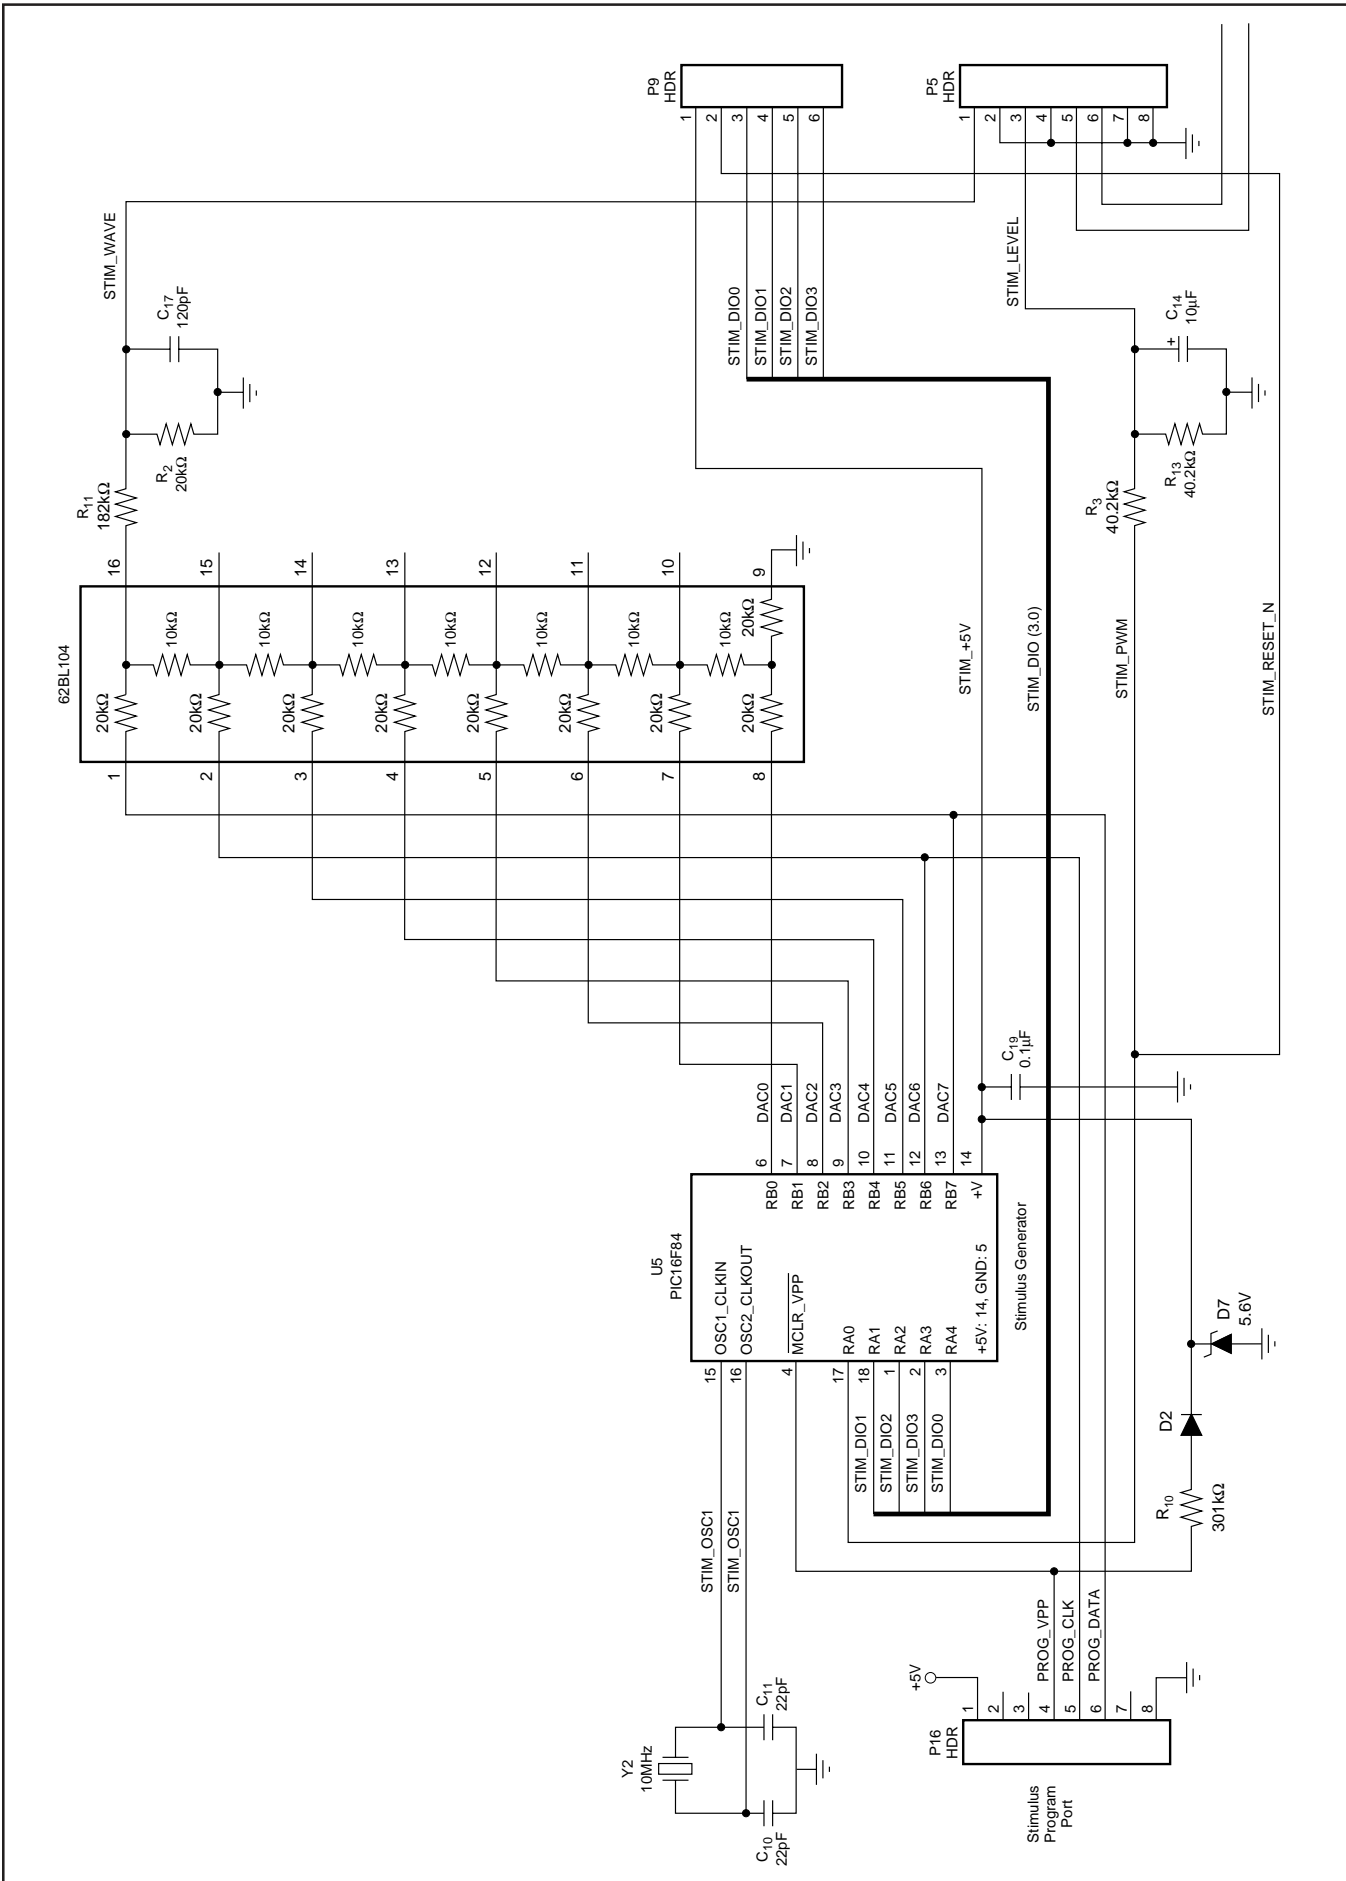 P9
HDR
1
2
3
4
5
6
P5
HDR
1
2
3
4
5
6
7
8
STIM_WAVE
C17
120pF
R2
20kΩ
R11
182kΩ
STIM_DIO0
STIM_DIO1
STIM_DIO2
STIM_DIO3
STIM_LEVEL
C14
10µF
+
R13
40.2kΩ
R3
40.2kΩ
62BL104
16
15
14
13
12
11
10
9
10kΩ
10kΩ
10kΩ
10kΩ
10kΩ
10kΩ
10kΩ
20kΩ
20kΩ
20kΩ
20kΩ
20kΩ
20kΩ
20kΩ
20kΩ
20kΩ
1
2
3
4
5
6
7
8
STIM_+5V
STIM_DIO (3.0)
STIM_PWM
STIM_RESET_N
C19
0.1µF
DAC0
DAC1
DAC2
DAC3
DAC4
DAC5
DAC6
DAC7
6
7
8
9
10
11
12
13
14
U5
PIC16F84
RB0
RB1
RB2
RB3
RB4
RB5
RB6
RB7
+V
OSC1_CLKIN
OSC2_CLKOUT
MCLR_VPP
RA0
RA1
RA2
RA3
RA4
+5V: 14, GND: 5
Stimulus Generator
15
16
4
17
18
1
2
3
STIM_DIO1
STIM_DIO2
STIM_DIO3
STIM_DIO0
D7
5.6V
D2
R10
301kΩ
STIM_OSC1
STIM_OSC1
Y2
10MHz
C11
22pF
C10
22pF
+5V
PROG_VPP
PROG_CLK
PROG_DATA
P16
HDR
1
2
3
4
5
6
7
8
Stimulus
Program
Port